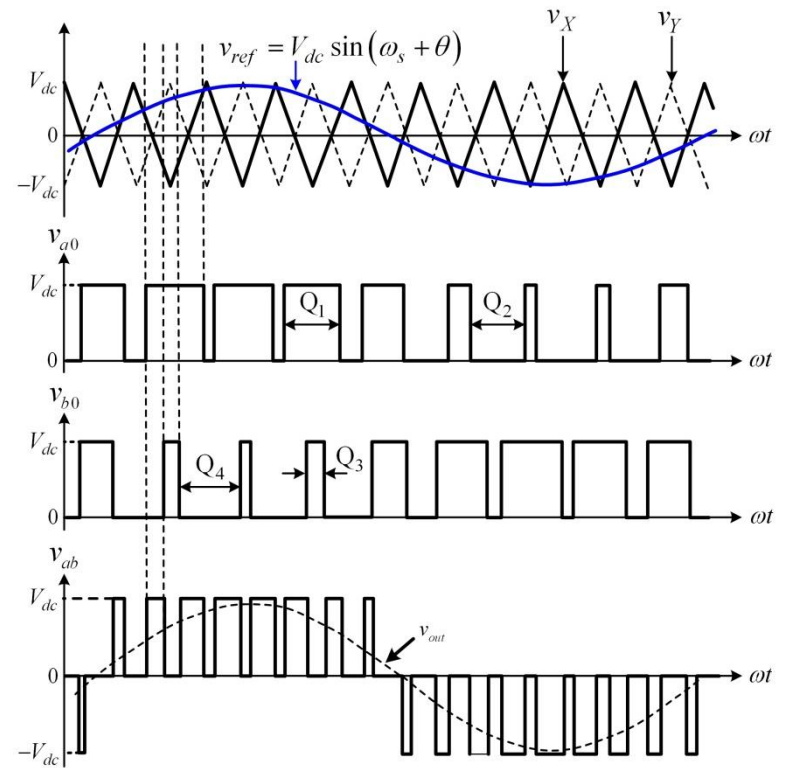 v_ref = V_dc sin(ω_s + θ)
v_X
v_Y
V_dc
0
−V_dc
ωt
v_a0
V_dc
0
Q_1
Q_2
ωt
v_b0
V_dc
0
Q_4
Q_3
ωt
v_ab
V_dc
0
−V_dc
v_out
ωt